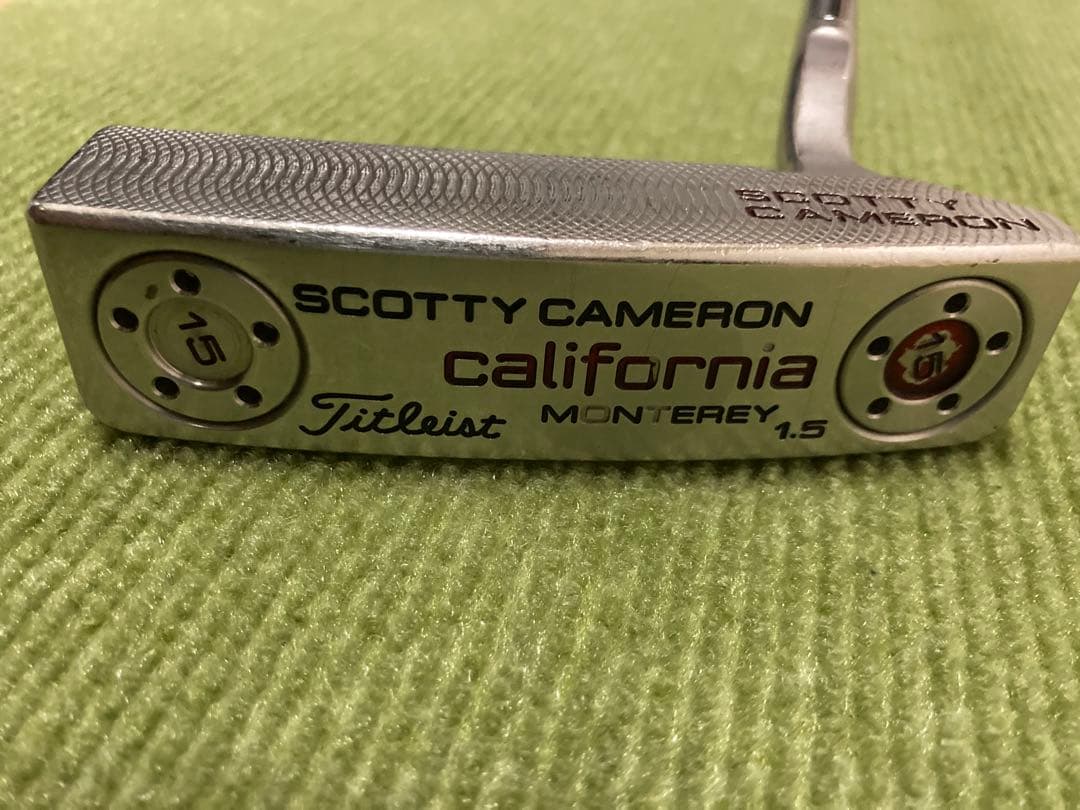 SCOTTY
CAMERON
SCOTTY CAMERON
california
Titleist MONTEREY 1.5
15
15